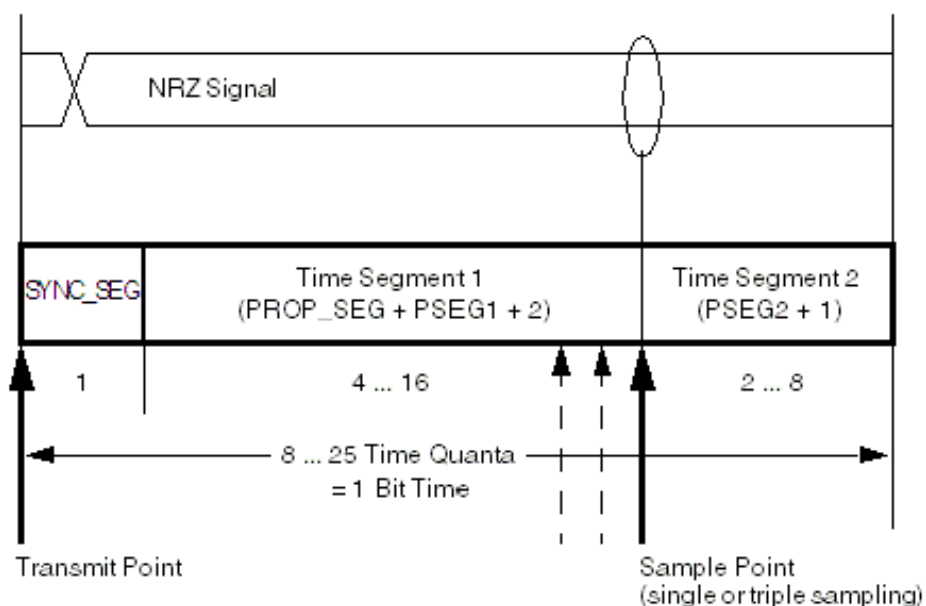 NRZ Signal
SYNC_SEG
Time Segment 1
(PROP_SEG + PSEG1 + 2)
Time Segment 2
(PSEG2 + 1)
1
4 ... 16
2 ... 8
8 ... 25 Time Quanta
= 1 Bit Time
Transmit Point
Sample Point
(single or triple sampling)